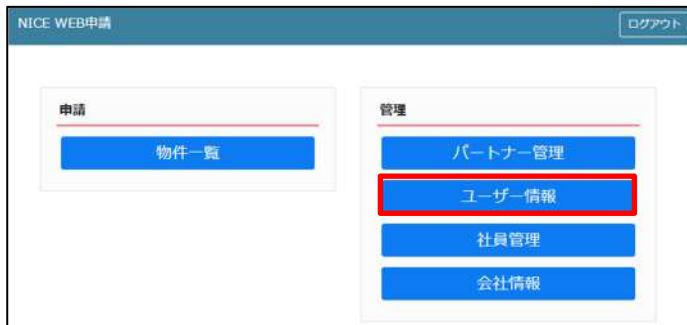 NICE WEB申請
ログアウト
申請
物件一覧
管理
パートナー管理
ユーザー情報
社員管理
会社情報